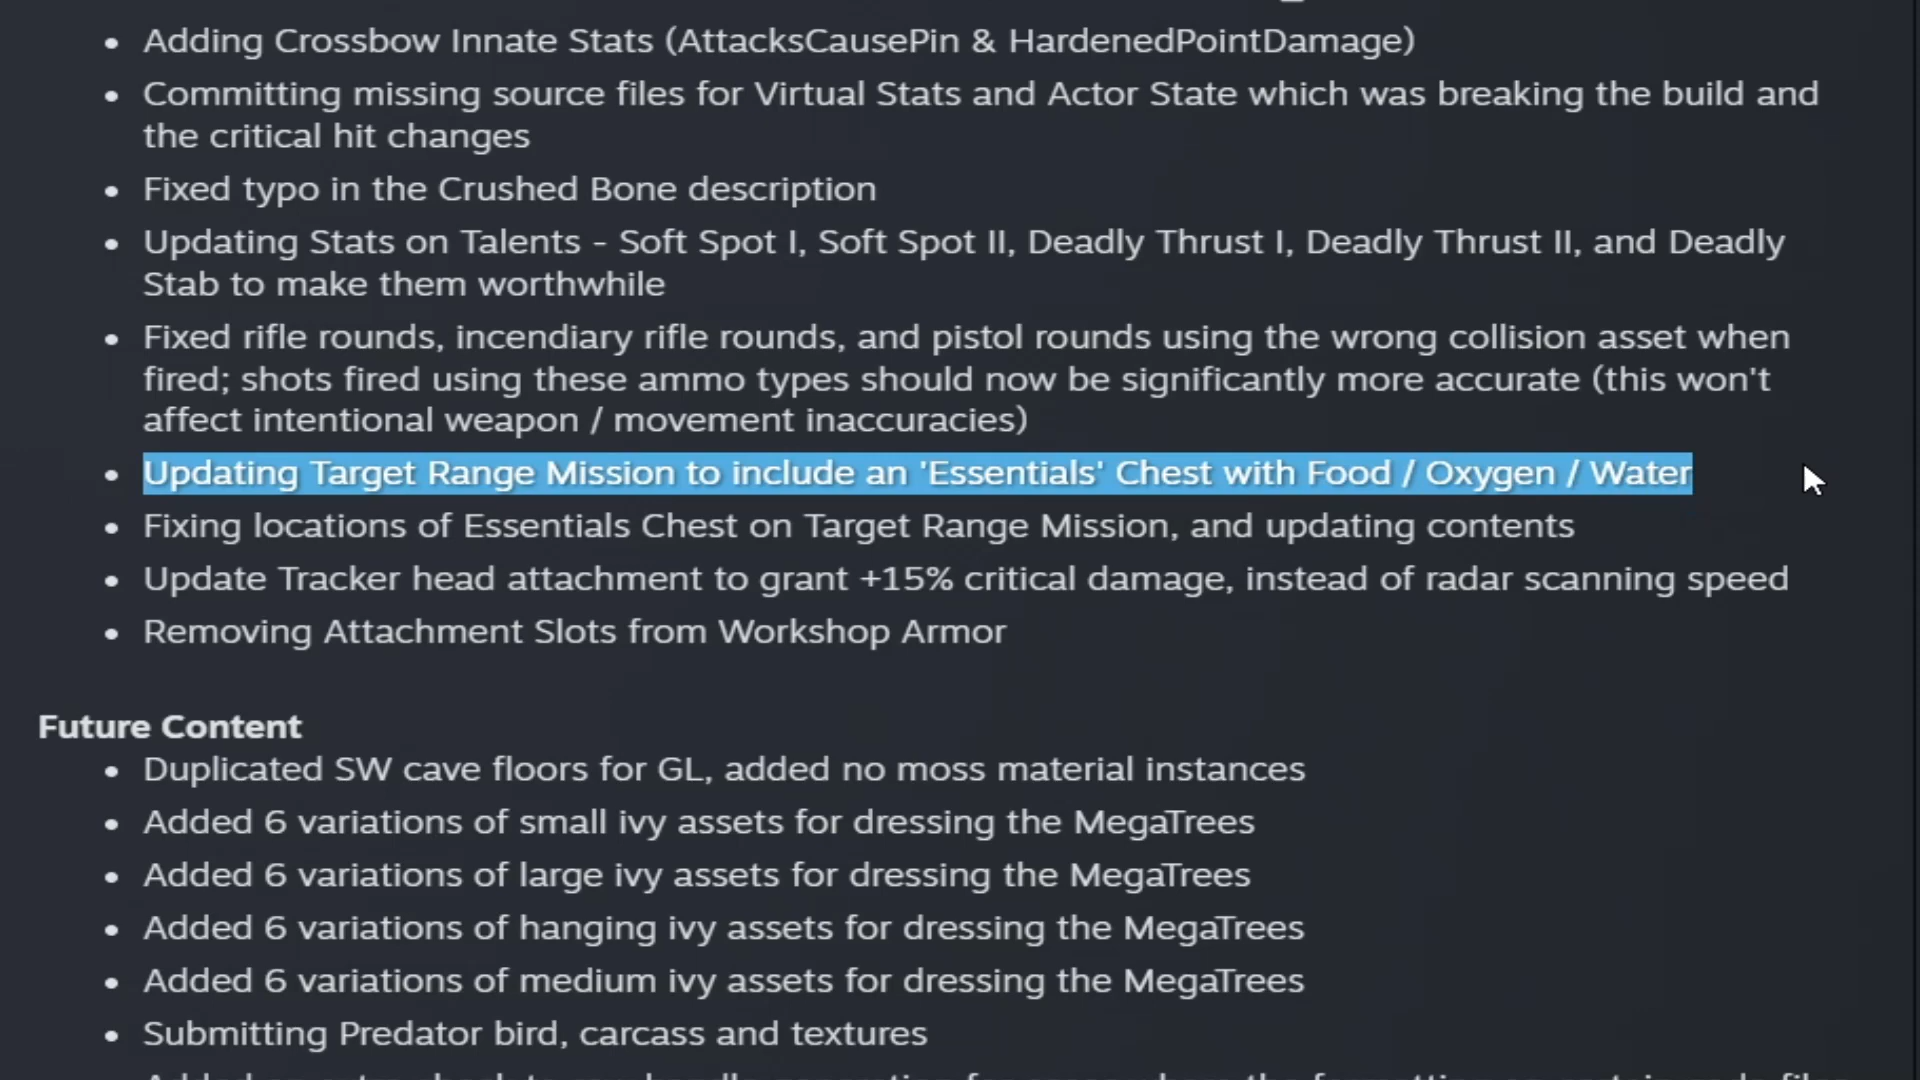 • Adding Crossbow Innate Stats (AttacksCausePin & HardenedPointDamage)
• Committing missing source files for Virtual Stats and Actor State which was breaking the build and
the critical hit changes
• Fixed typo in the Crushed Bone description
• Updating Stats on Talents - Soft Spot I, Soft Spot II, Deadly Thrust I, Deadly Thrust II, and Deadly
Stab to make them worthwhile
• Fixed rifle rounds, incendiary rifle rounds, and pistol rounds using the wrong collision asset when
fired; shots fired using these ammo types should now be significantly more accurate (this won't
affect intentional weapon / movement inaccuracies)
• Updating Target Range Mission to include an 'Essentials' Chest with Food / Oxygen / Water
• Fixing locations of Essentials Chest on Target Range Mission, and updating contents
• Update Tracker head attachment to grant +15% critical damage, instead of radar scanning speed
• Removing Attachment Slots from Workshop Armor
Future Content
• Duplicated SW cave floors for GL, added no moss material instances
• Added 6 variations of small ivy assets for dressing the MegaTrees
• Added 6 variations of large ivy assets for dressing the MegaTrees
• Added 6 variations of hanging ivy assets for dressing the MegaTrees
• Added 6 variations of medium ivy assets for dressing the MegaTrees
• Submitting Predator bird, carcass and textures